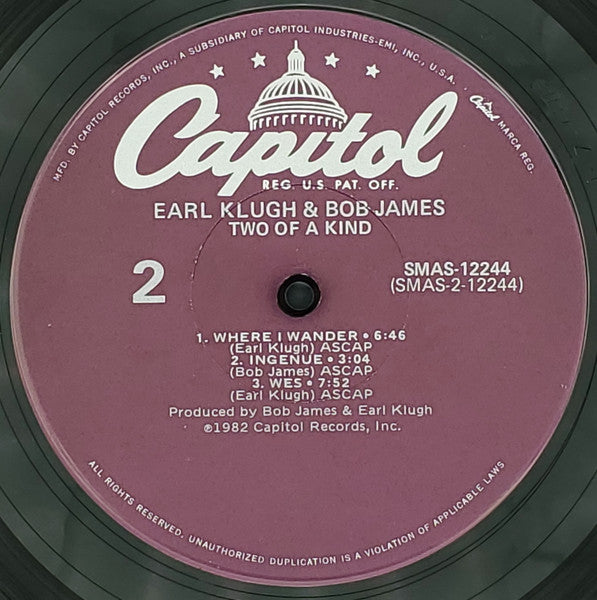 MFD. BY CAPITOL RECORDS, INC., A SUBSIDIARY OF CAPITOL INDUSTRIES-EMI, INC., U.S.A. • Capitol MARCA REG.
Capitol
REG. U.S. PAT. OFF.
EARL KLUGH & BOB JAMES
TWO OF A KIND
2
SMAS-12244
(SMAS-2-12244)
1. WHERE I WANDER • 6:46
(Earl Klugh) ASCAP
2. INGENUE • 3:04
(Bob James) ASCAP
3. WES • 7:52
(Earl Klugh) ASCAP
Produced by Bob James & Earl Klugh
℗1982 Capitol Records, Inc.
ALL RIGHTS RESERVED. UNAUTHORIZED DUPLICATION IS A VIOLATION OF APPLICABLE LAWS